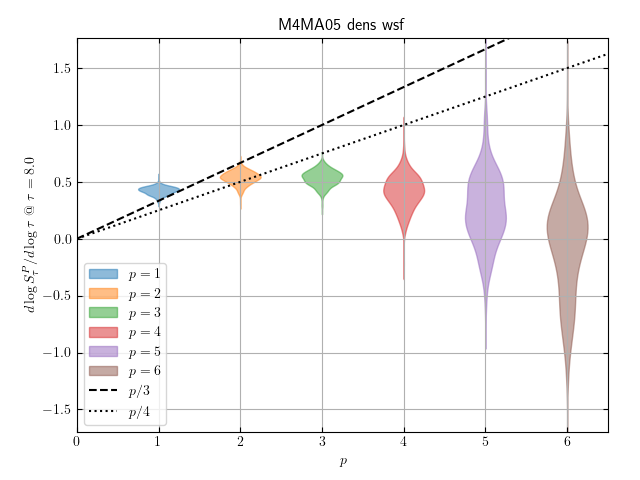 M4MA05 dens wsf
d log S_τ^P / d log τ @ τ = 8.0
1.5
1.0
0.5
0.0
−0.5
−1.0
−1.5
p = 1
p = 2
p = 3
p = 4
p = 5
p = 6
p/3
p/4
0 1 2 3 4 5 6
p